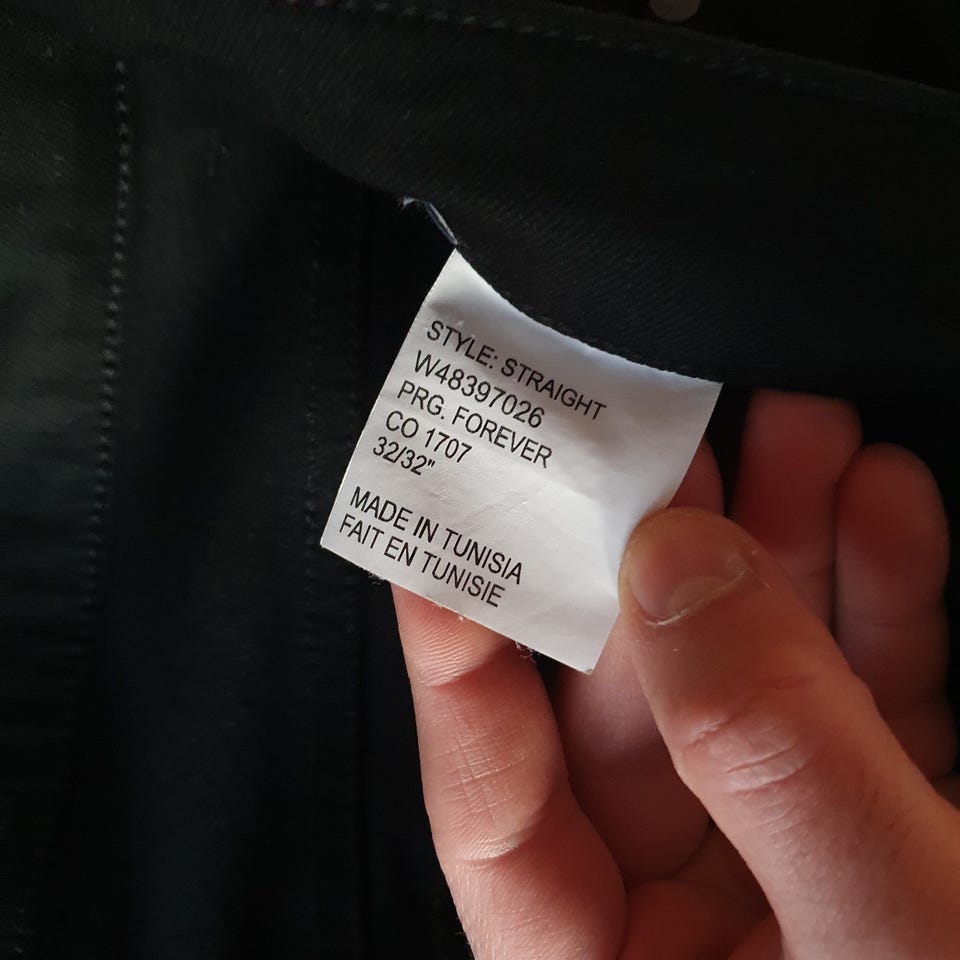 STYLE: STRAIGHT
W48397026
PRG. FOREVER
CO 1707
32/32"
MADE IN TUNISIA
FAIT EN TUNISIE